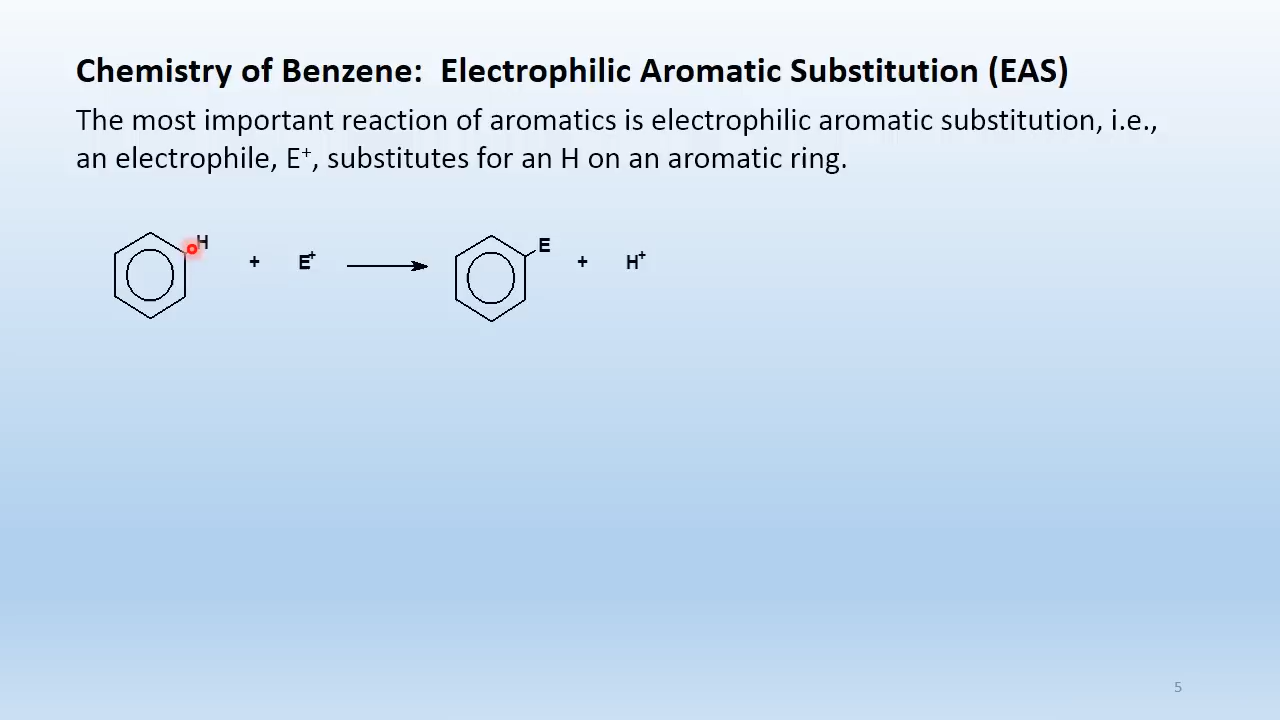 Chemistry of Benzene: Electrophilic Aromatic Substitution (EAS)
The most important reaction of aromatics is electrophilic aromatic substitution, i.e.,
an electrophile, E⁺, substitutes for an H on an aromatic ring.
H + E⁺ E + H⁺
5